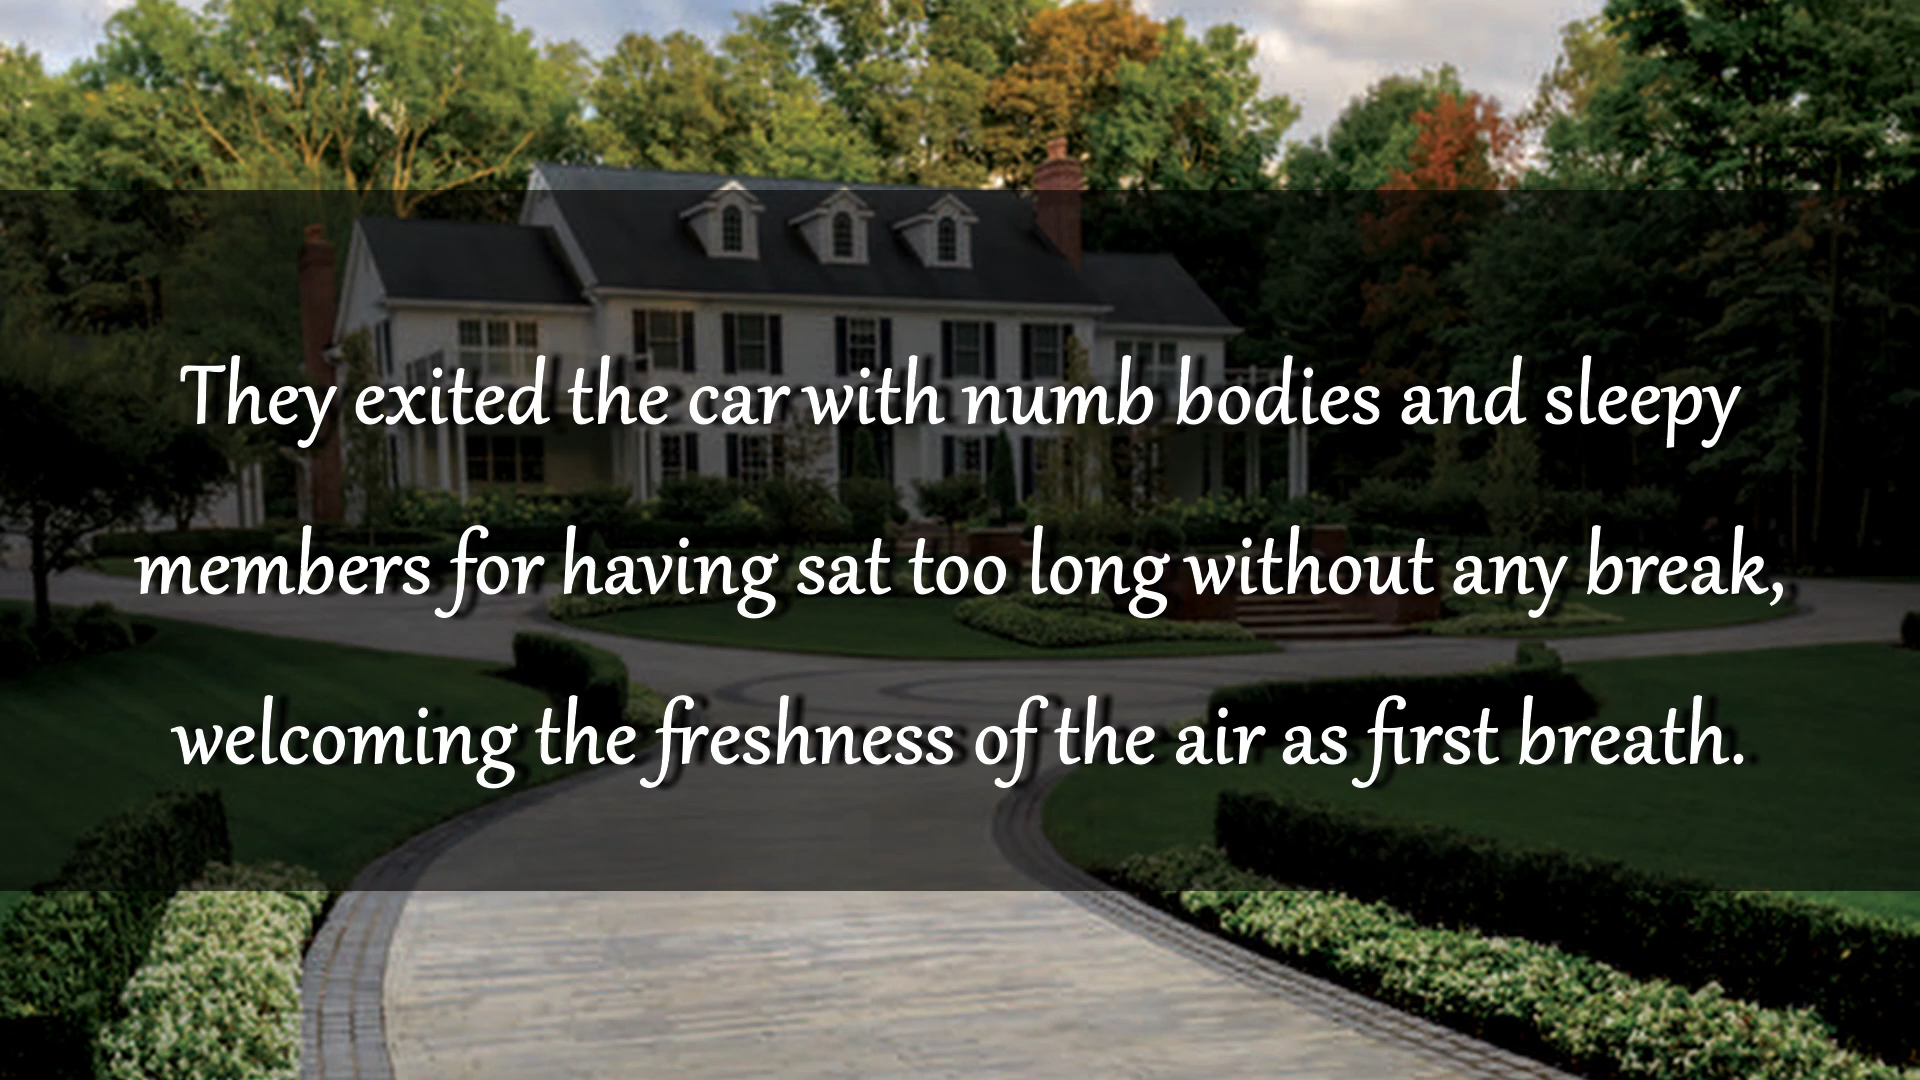 They exited the car with numb bodies and sleepy
members for having sat too long without any break,
welcoming the freshness of the air as first breath.